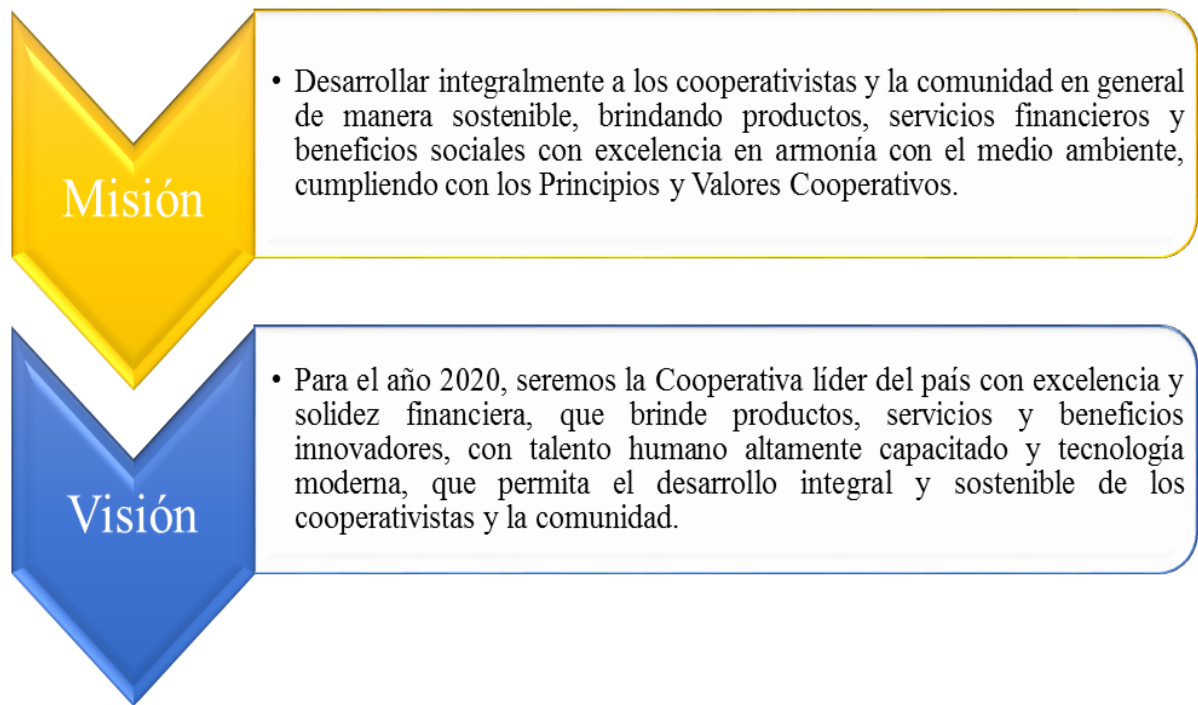 Misión
• Desarrollar integralmente a los cooperativistas y la comunidad en general
de manera sostenible, brindando productos, servicios financieros y
beneficios sociales con excelencia en armonía con el medio ambiente,
cumpliendo con los Principios y Valores Cooperativos.
Visión
• Para el año 2020, seremos la Cooperativa líder del país con excelencia y
solidez financiera, que brinde productos, servicios y beneficios
innovadores, con talento humano altamente capacitado y tecnología
moderna, que permita el desarrollo integral y sostenible de los
cooperativistas y la comunidad.